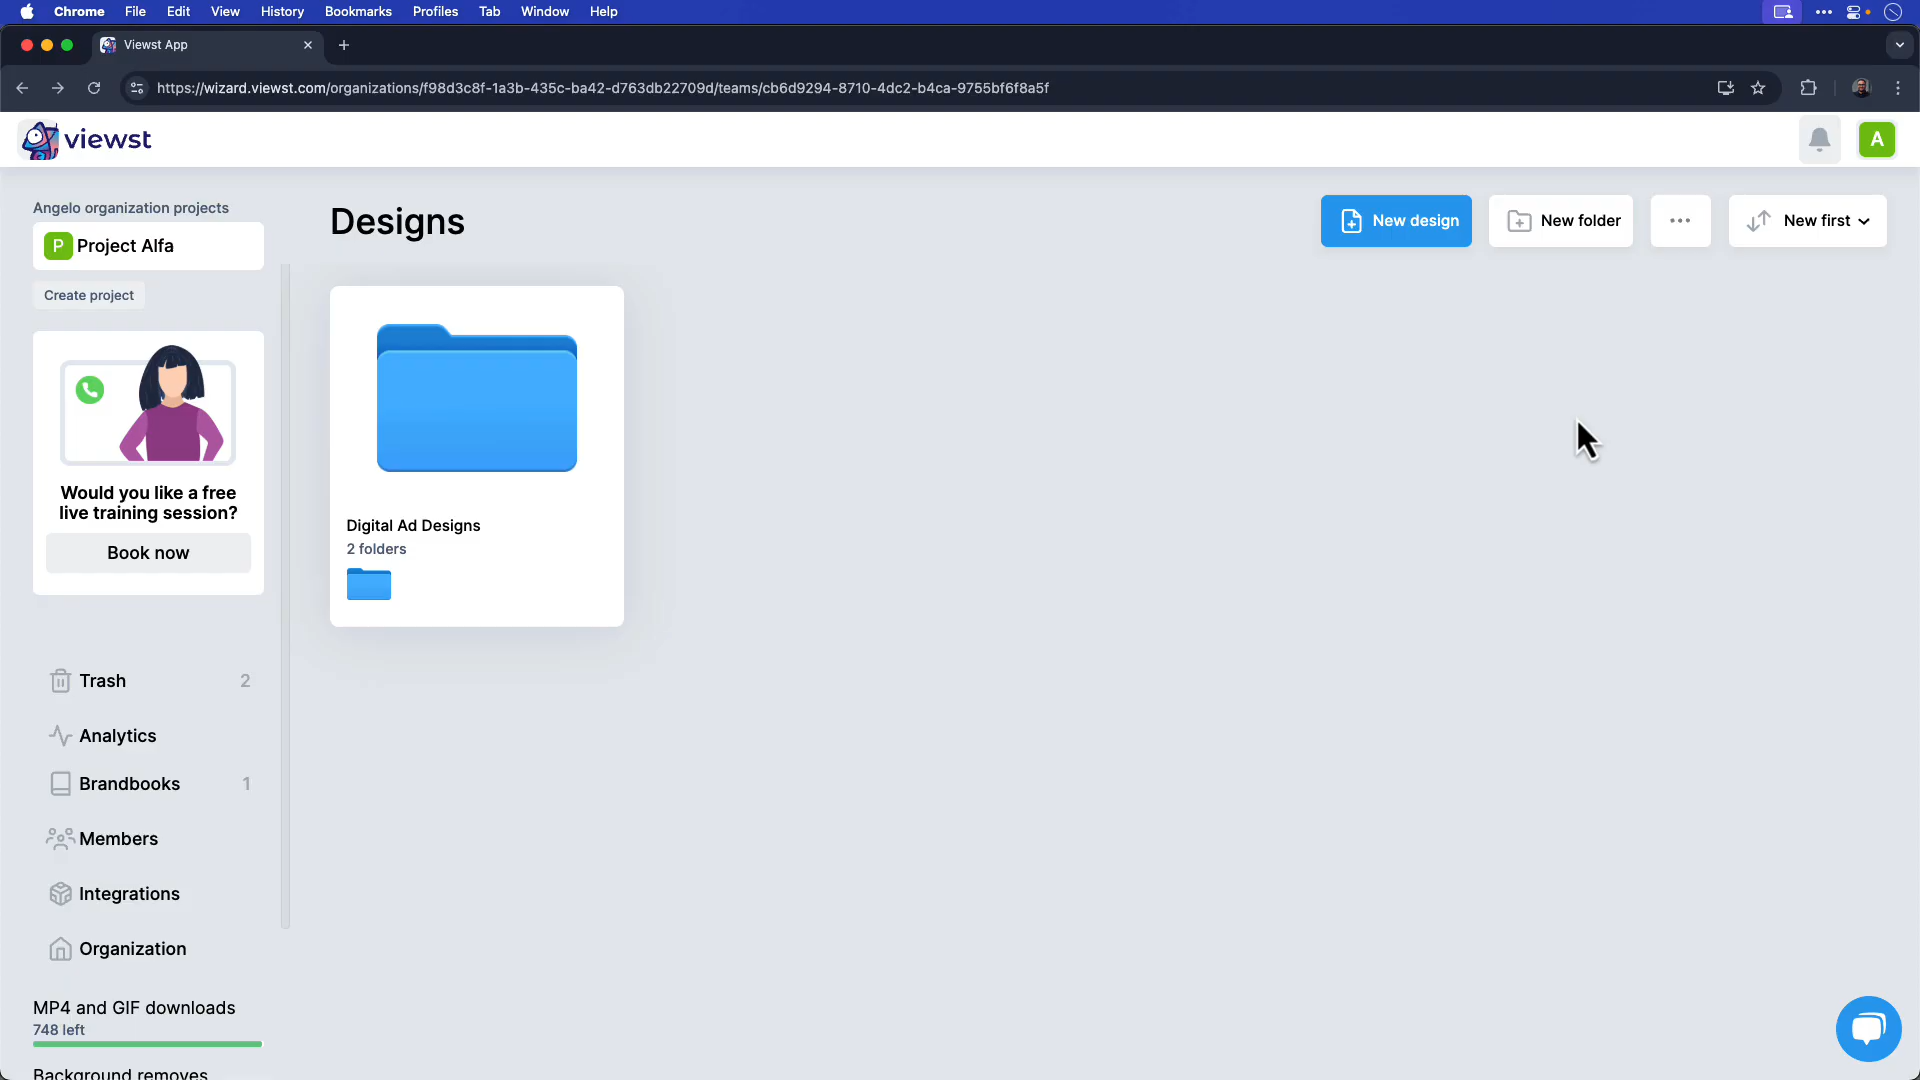 Chrome File Edit View History Bookmarks Profiles Tab Window Help
Viewst App
https://wizard.viewst.com/organizations/f98d3c8f-1a3b-435c-ba42-d763db22709d/teams/cb6d9294-8710-4dc2-b4ca-9755bf6f8a5f
viewst
A
Angelo organization projects
P Project Alfa
Create project
Designs
New design
New folder
New first
Would you like a free
live training session?
Book now
Digital Ad Designs
2 folders
Trash 2
Analytics
Brandbooks 1
Members
Integrations
Organization
MP4 and GIF downloads
748 left
Background removes